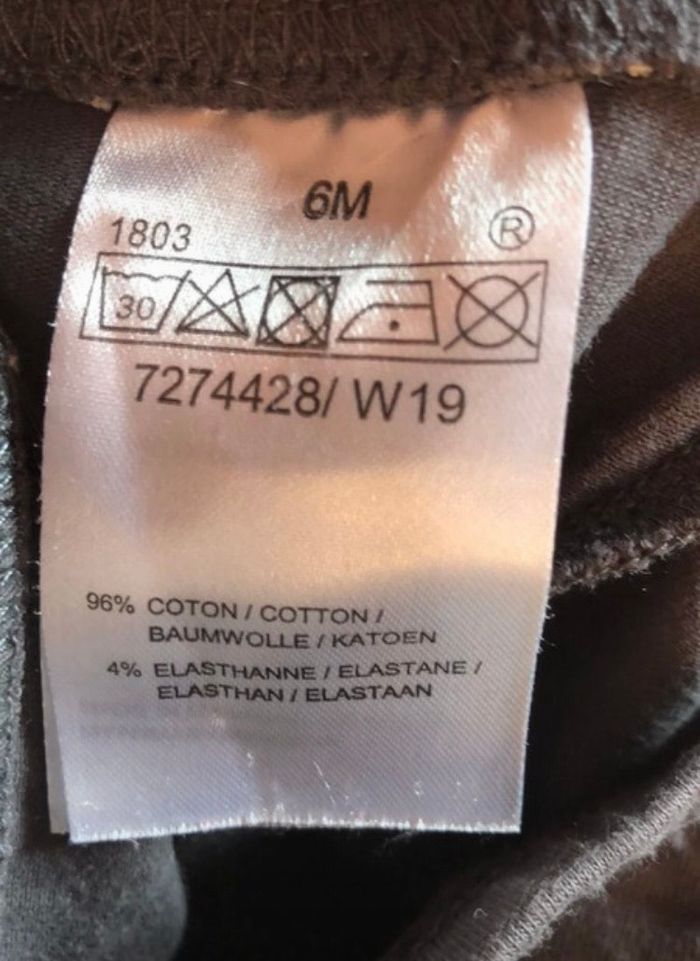 6M
1803 ®
30
7274428/ W19
96% COTON / COTTON /
BAUMWOLLE / KATOEN
4% ELASTHANNE / ELASTANE /
ELASTHAN / ELASTAAN